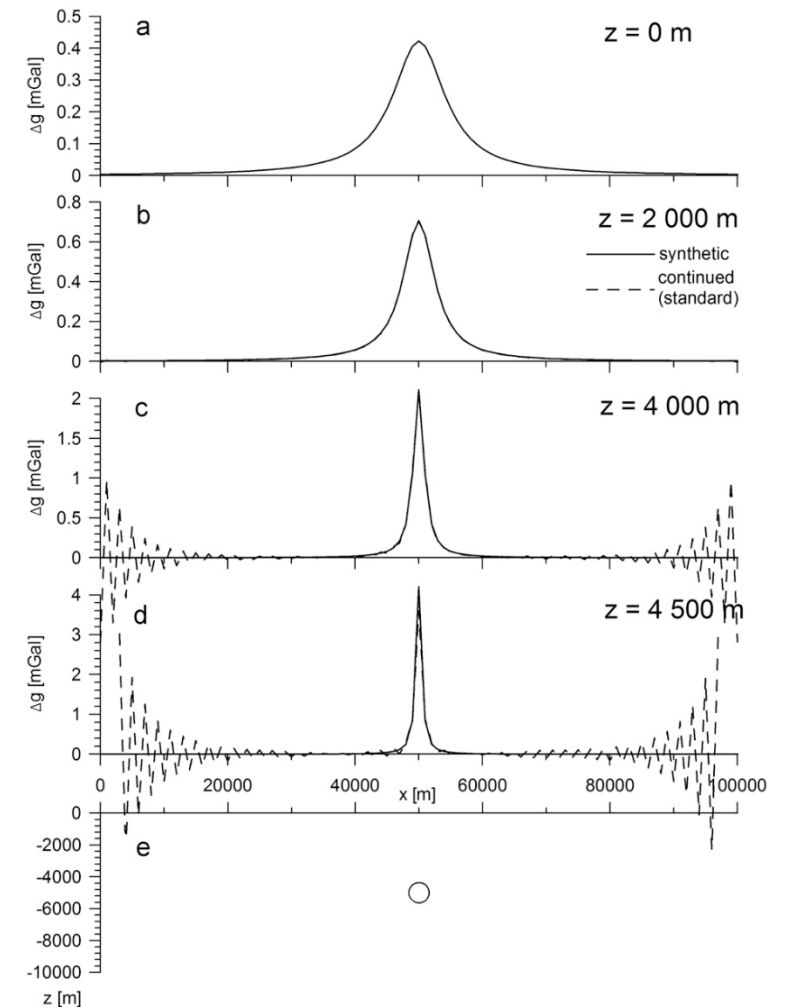 a
z = 0 m
0.5
0.4
0.3
0.2
0.1
0
Δg [mGal]
b
z = 2 000 m
synthetic
continued
(standard)
0.8
0.6
0.4
0.2
0
Δg [mGal]
c
z = 4 000 m
2
1.5
1
0.5
0
Δg [mGal]
d
z = 4 500 m
4
3
2
1
0
Δg [mGal]
0 20000 40000 60000 80000 100000
x [m]
e
0
-2000
-4000
-6000
-8000
-10000
z [m]